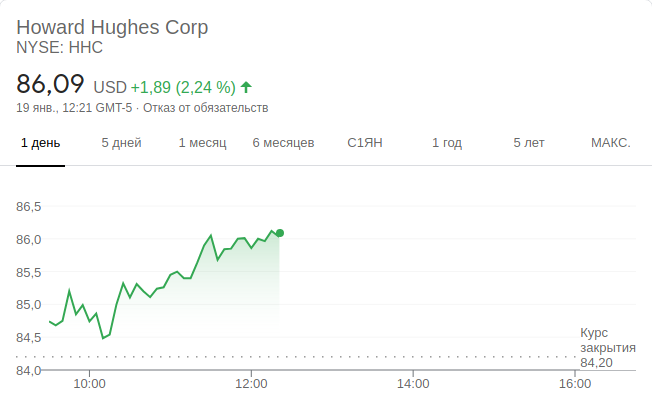 Howard Hughes Corp
NYSE: HHC
86,09 USD +1,89 (2,24 %)
19 янв., 12:21 GMT-5 · Отказ от обязательств
1 день 5 дней 1 месяц 6 месяцев С1ЯН 1 год 5 лет МАКС.
86,5
86,0
85,5
85,0
84,5
84,0
Курс
закрытия
84,20
10:00 12:00 14:00 16:00